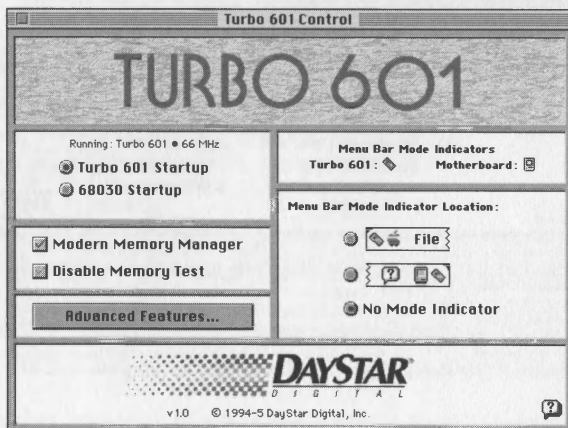 Turbo 601 Control
TURBO 601
Running: Turbo 601 • 66 MHz
Turbo 601 Startup
68030 Startup
Modern Memory Manager
Disable Memory Test
Advanced Features...
Menu Bar Mode Indicators
Turbo 601: Motherboard:
Menu Bar Mode Indicator Location:
File
?
No Mode Indicator
DAYSTAR
DIGITAL
v1.0 © 1994-5 DayStar Digital, Inc.
?